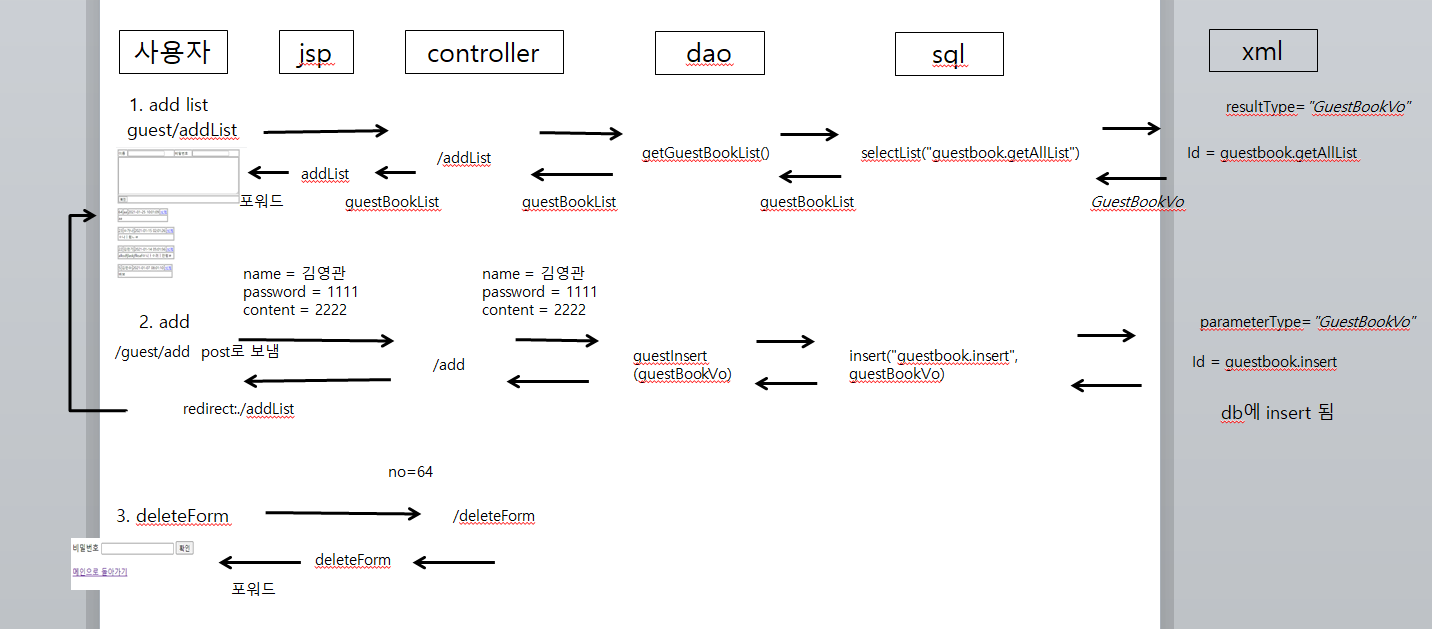 사용자
jsp
controller
dao
sql
xml
1. add list
guest/addList
/addList
getGuestBookList()
selectList("guestbook.getAllList")
resultType= "GuestBookVo"
Id = guestbook.getAllList
addList
포워드
guestBookList
guestBookList
guestBookList
GuestBookVo
name = 김영관
password = 1111
content = 2222
name = 김영관
password = 1111
content = 2222
2. add
/guest/add post로 보냄
/add
guestInsert
(guestBookVo)
insert("guestbook.insert",
guestBookVo)
parameterType= "GuestBookVo"
Id = guestbook.insert
db에 insert 됨
redirect:./addList
no=64
3. deleteForm
/deleteForm
비밀번호
확인
메인으로 돌아가기
deleteForm
포워드